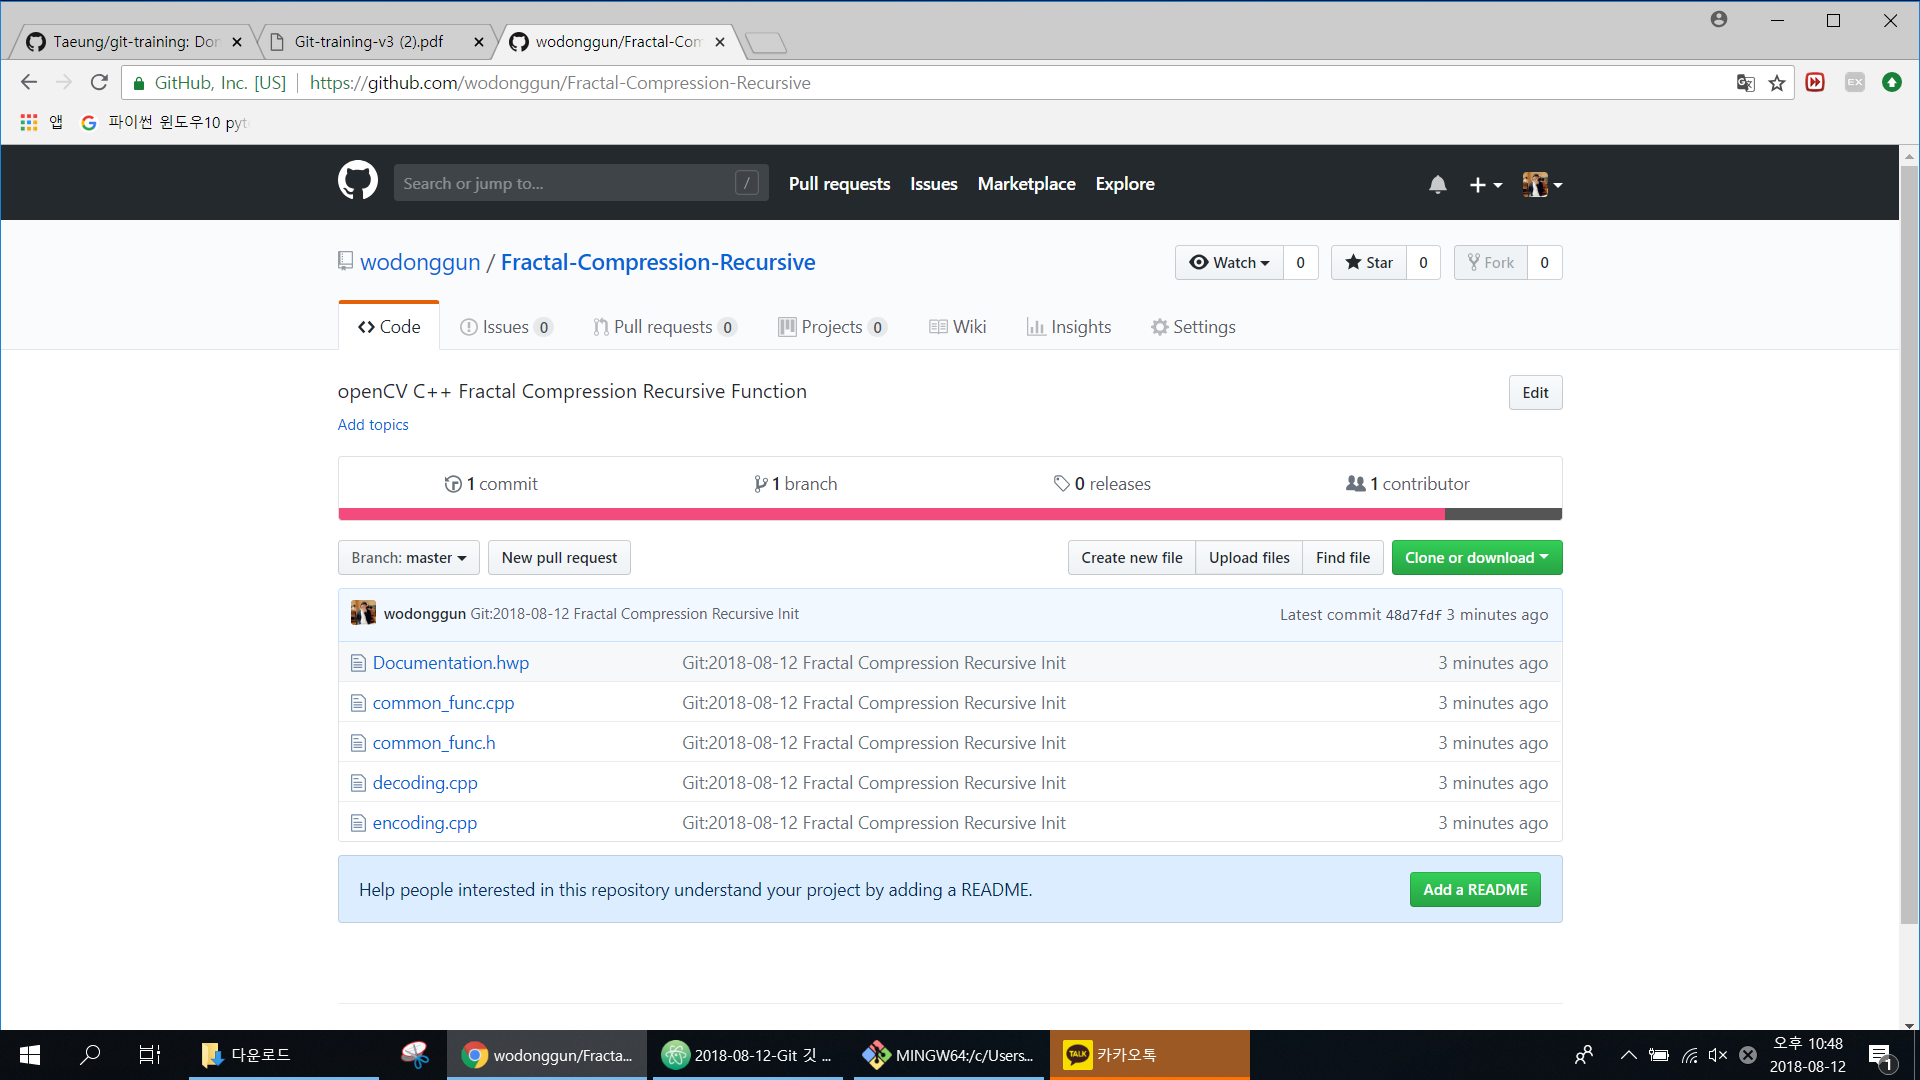 Taeung/git-training: Don
Git-training-v3 (2).pdf
wodonggun/Fractal-Com
GitHub, Inc. [US]
https://github.com/wodonggun/Fractal-Compression-Recursive
EX
앱
파이썬 윈도우10 pyt
Search or jump to...
/
Pull requests
Issues
Marketplace
Explore
wodonggun / Fractal-Compression-Recursive
Watch 0
Star 0
Fork 0
Code
Issues 0
Pull requests 0
Projects 0
Wiki
Insights
Settings
openCV C++ Fractal Compression Recursive Function
Edit
Add topics
1 commit
1 branch
0 releases
1 contributor
Branch: master
New pull request
Create new file
Upload files
Find file
Clone or download
wodonggun Git:2018-08-12 Fractal Compression Recursive Init
Latest commit 48d7fdf 3 minutes ago
Documentation.hwp Git:2018-08-12 Fractal Compression Recursive Init 3 minutes ago
common_func.cpp Git:2018-08-12 Fractal Compression Recursive Init 3 minutes ago
common_func.h Git:2018-08-12 Fractal Compression Recursive Init 3 minutes ago
decoding.cpp Git:2018-08-12 Fractal Compression Recursive Init 3 minutes ago
encoding.cpp Git:2018-08-12 Fractal Compression Recursive Init 3 minutes ago
Help people interested in this repository understand your project by adding a README.
Add a README
다운로드
wodonggun/Fracta...
2018-08-12-Git 깃 ...
MINGW64:/c/Users...
TALK
카카오톡
오후 10:48
2018-08-12
1